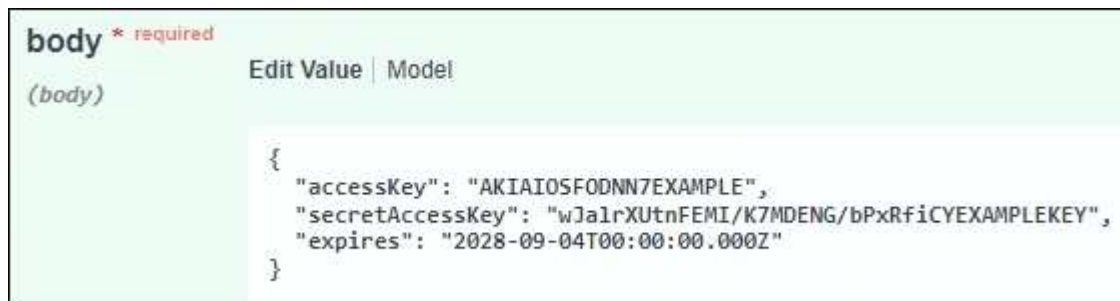 body * required
Edit Value | Model
(body)
{
"accessKey": "AKIAIOSFODNN7EXAMPLE",
"secretAccessKey": "wJalrXUtnFEMI/K7MDENG/bPxRfiCYEXAMPLEKEY",
"expires": "2028-09-04T00:00:00.000Z"
}